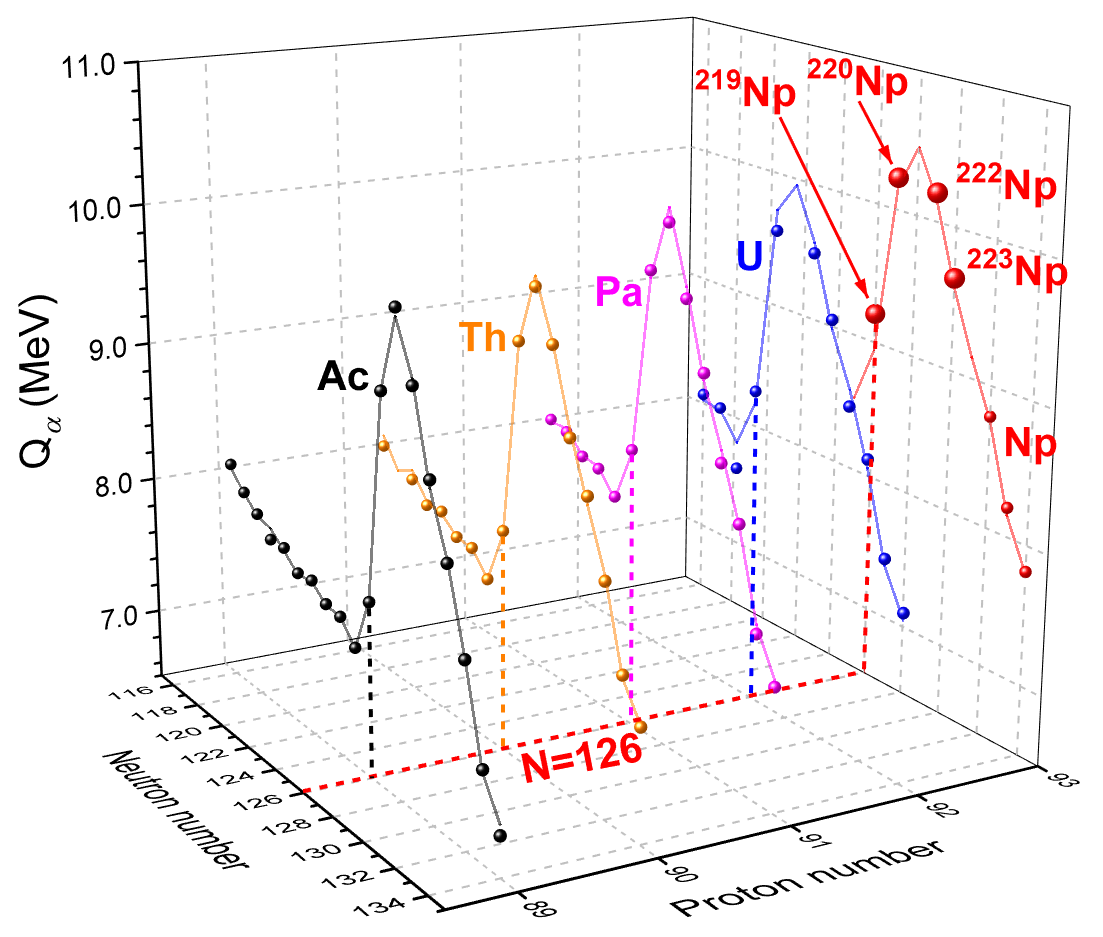 11.0
10.0
9.0
8.0
7.0
Qα (MeV)
116
118
120
122
124
126
128
130
132
134
Neutron number
89
90
91
92
93
Proton number
Ac
Th
Pa
U
Np
219Np
220Np
222Np
223Np
N=126